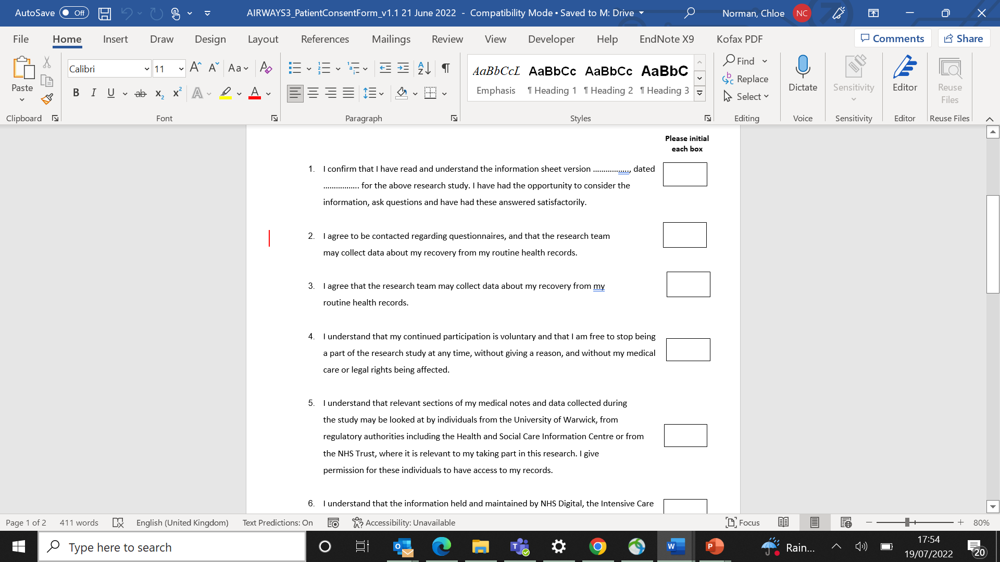 AutoSave Off AIRWAYS3_PatientConsentForm_v1.1 21 June 2022 - Compatibility Mode • Saved to M: Drive Norman, Chloe NC
File Home Insert Draw Design Layout References Mailings Review View Developer Help EndNote X9 Kofax PDF Comments Share
Paste
Clipboard
Calibri 11
Font
Paragraph
AaBbCcL AaBbCc AaBbCc AaBbC
Emphasis ¶ Heading 1 ¶ Heading 2 ¶ Heading 3
Styles
Find
Replace
Select
Editing
Dictate
Voice
Sensitivity
Sensitivity
Editor
Editor
Reuse
Files
Reuse Files
Please initial
each box
1. I confirm that I have read and understand the information sheet version ................., dated
................. for the above research study. I have had the opportunity to consider the
information, ask questions and have had these answered satisfactorily.
2. I agree to be contacted regarding questionnaires, and that the research team
may collect data about my recovery from my routine health records.
3. I agree that the research team may collect data about my recovery from my
routine health records.
4. I understand that my continued participation is voluntary and that I am free to stop being
a part of the research study at any time, without giving a reason, and without my medical
care or legal rights being affected.
5. I understand that relevant sections of my medical notes and data collected during
the study may be looked at by individuals from the University of Warwick, from
regulatory authorities including the Health and Social Care Information Centre or from
the NHS Trust, where it is relevant to my taking part in this research. I give
permission for these individuals to have access to my records.
6. I understand that the information held and maintained by NHS Digital, the Intensive Care
Page 1 of 2 411 words English (United Kingdom) Text Predictions: On Accessibility: Unavailable Focus 80%
Type here to search
Rain...
17:54
19/07/2022
20